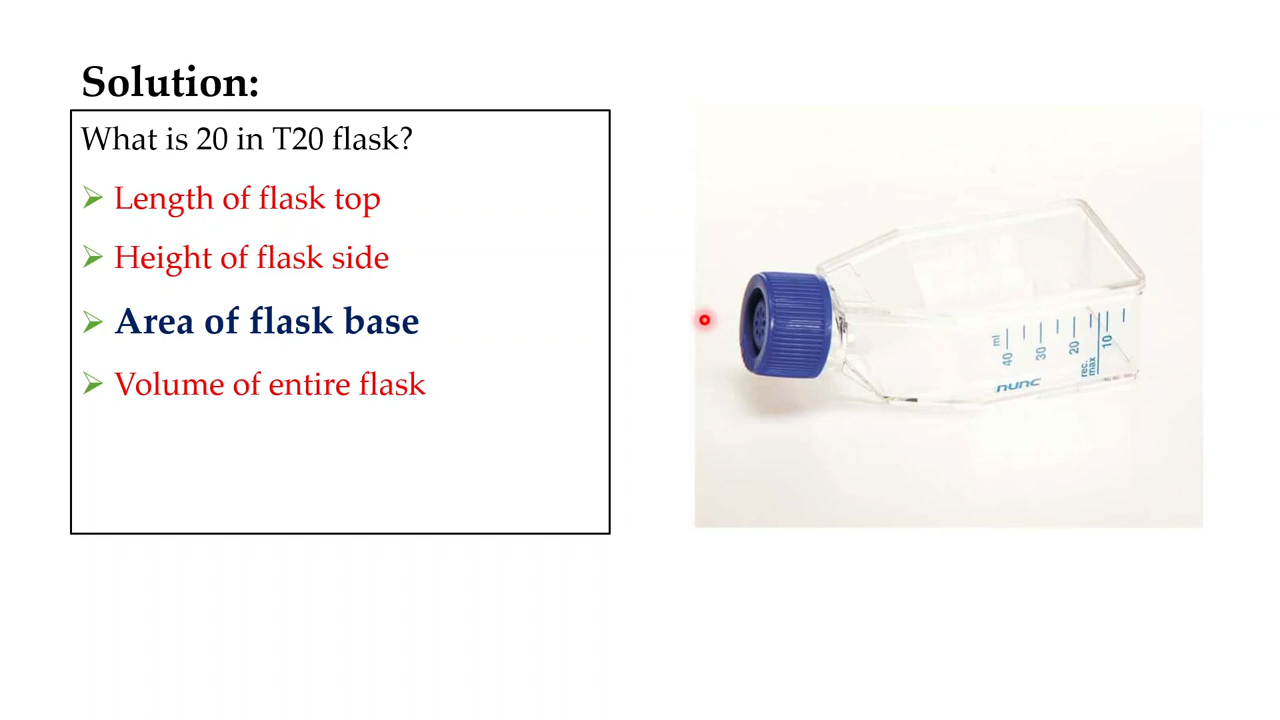 Solution:
What is 20 in T20 flask?
Length of flask top
Height of flask side
Area of flask base
Volume of entire flask
ml
40
30
20
10
rec.
max
nunc